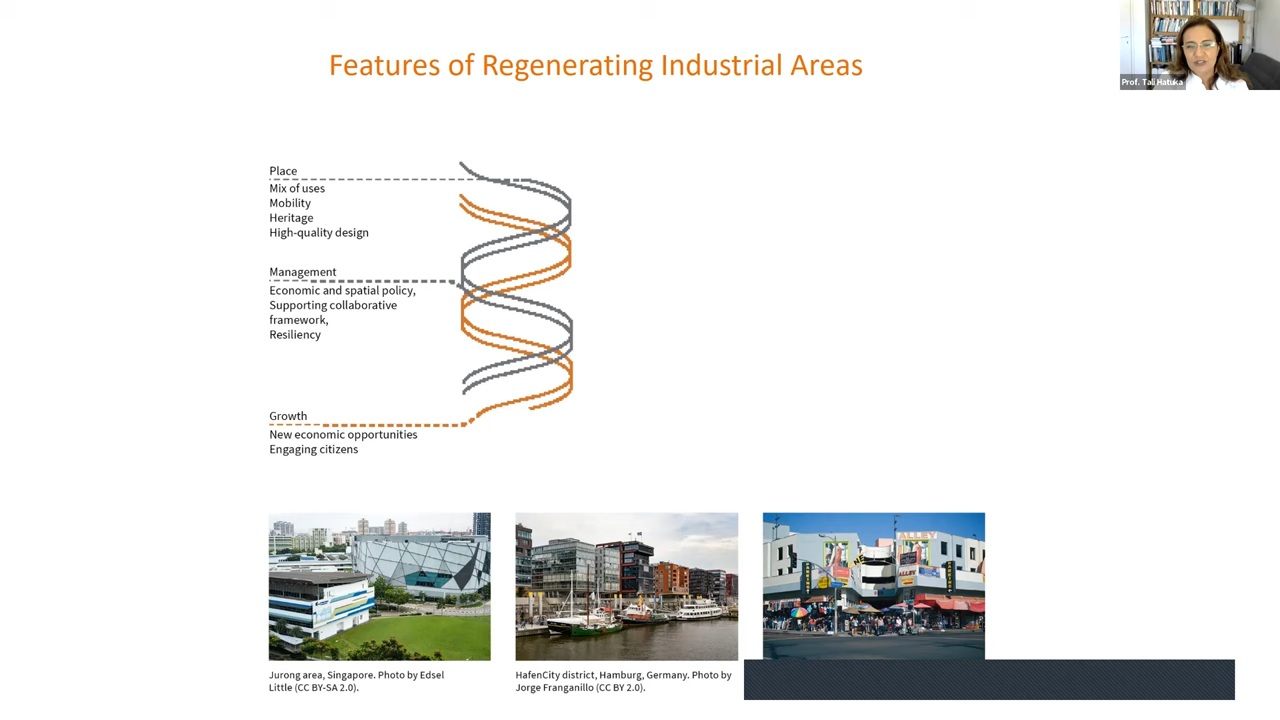 Features of Regenerating Industrial Areas
Prof. Tali Hatuka
Place
Mix of uses
Mobility
Heritage
High-quality design
Management
Economic and spatial policy,
Supporting collaborative
framework,
Resiliency
Growth
New economic opportunities
Engaging citizens
ALLEY
Jurong area, Singapore. Photo by Edsel
Little (CC BY-SA 2.0).
HafenCity district, Hamburg, Germany. Photo by
Jorge Franganillo (CC BY 2.0).